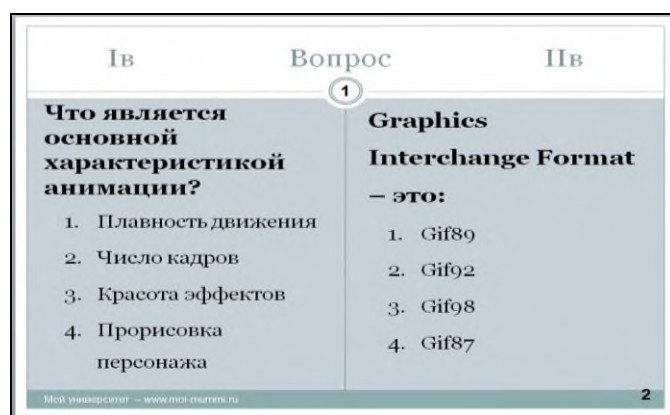 Iв Вопрос IIв
1
Что является
основной
характеристикой
анимации?
1. Плавность движения
2. Число кадров
3. Красота эффектов
4. Прорисовка
персонажа
Graphics
Interchange Format
– это:
1. Gif89
2. Gif92
3. Gif98
4. Gif87
Мой университет – www.moi-mummi.ru
2